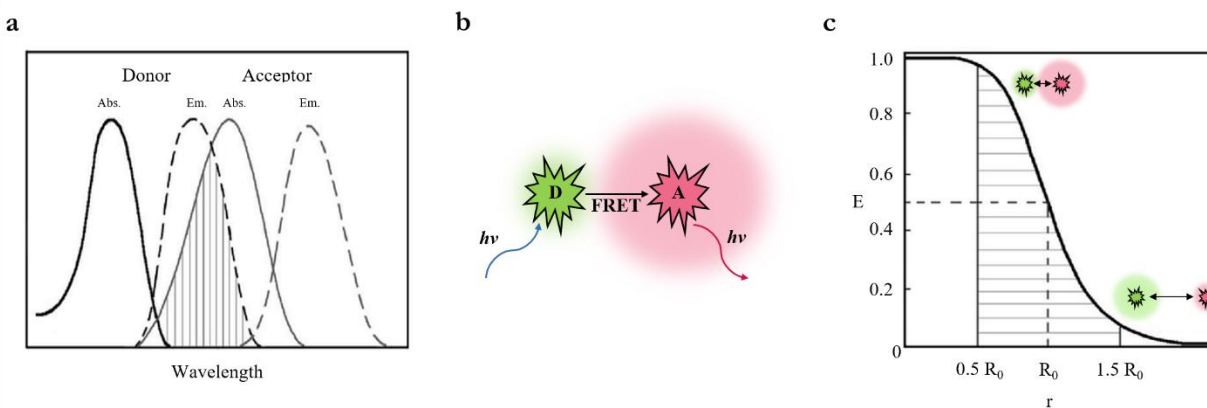 a
Donor
Acceptor
Abs.
Em.
Abs.
Em.
Wavelength
b
D
A
FRET
hν
hν
c
1.0
0.8
0.6
E
0.4
0.2
0
0.5 R₀
R₀
1.5 R₀
r